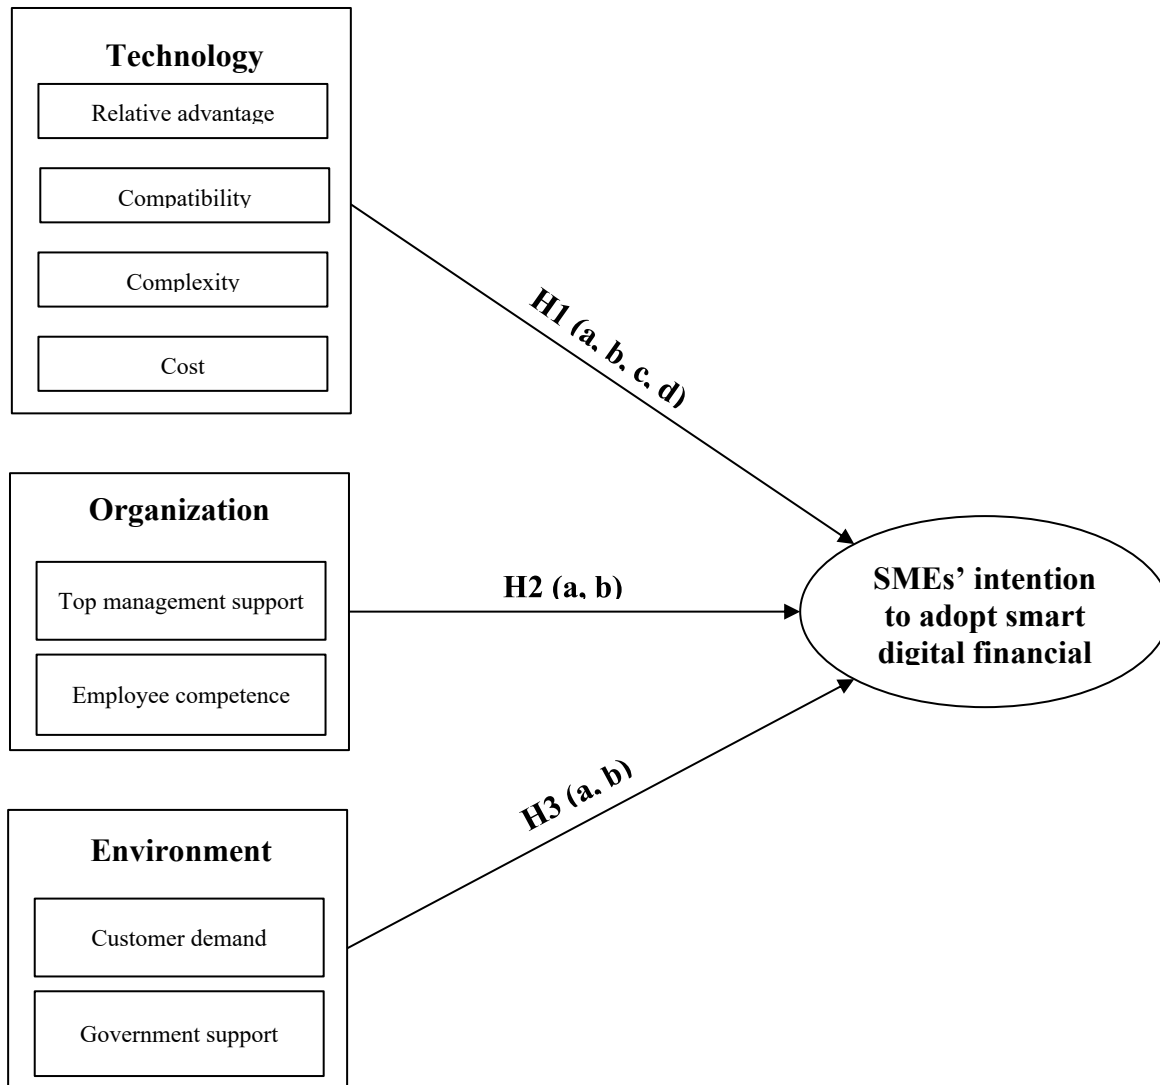 Technology
Relative advantage
Compatibility
Complexity
Cost
H1 (a, b, c, d)
Organization
Top management support
Employee competence
H2 (a, b)
SMEs’ intention
to adopt smart
digital financial
H3 (a, b)
Environment
Customer demand
Government support